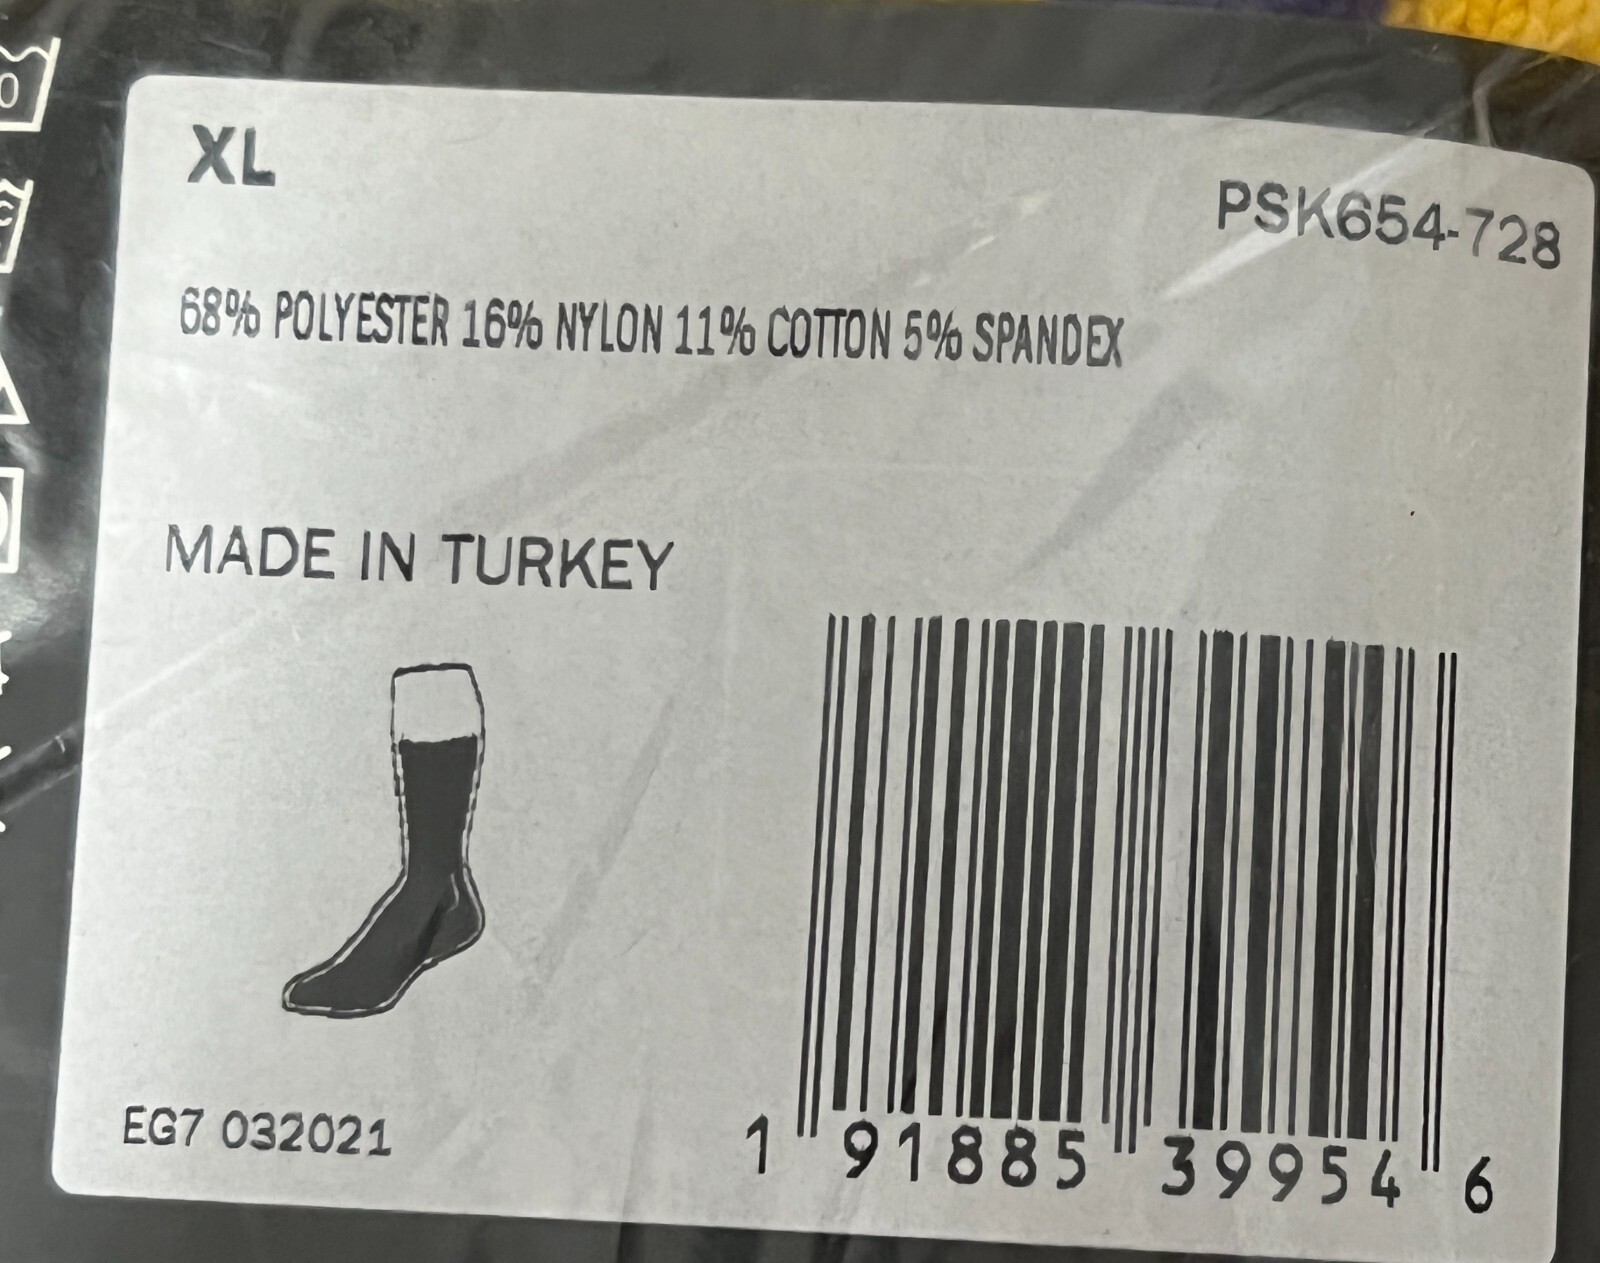 XL
PSK654-728
68% POLYESTER 16% NYLON 11% COTTON 5% SPANDEX
MADE IN TURKEY
EG7 032021
1 91885 39954 6